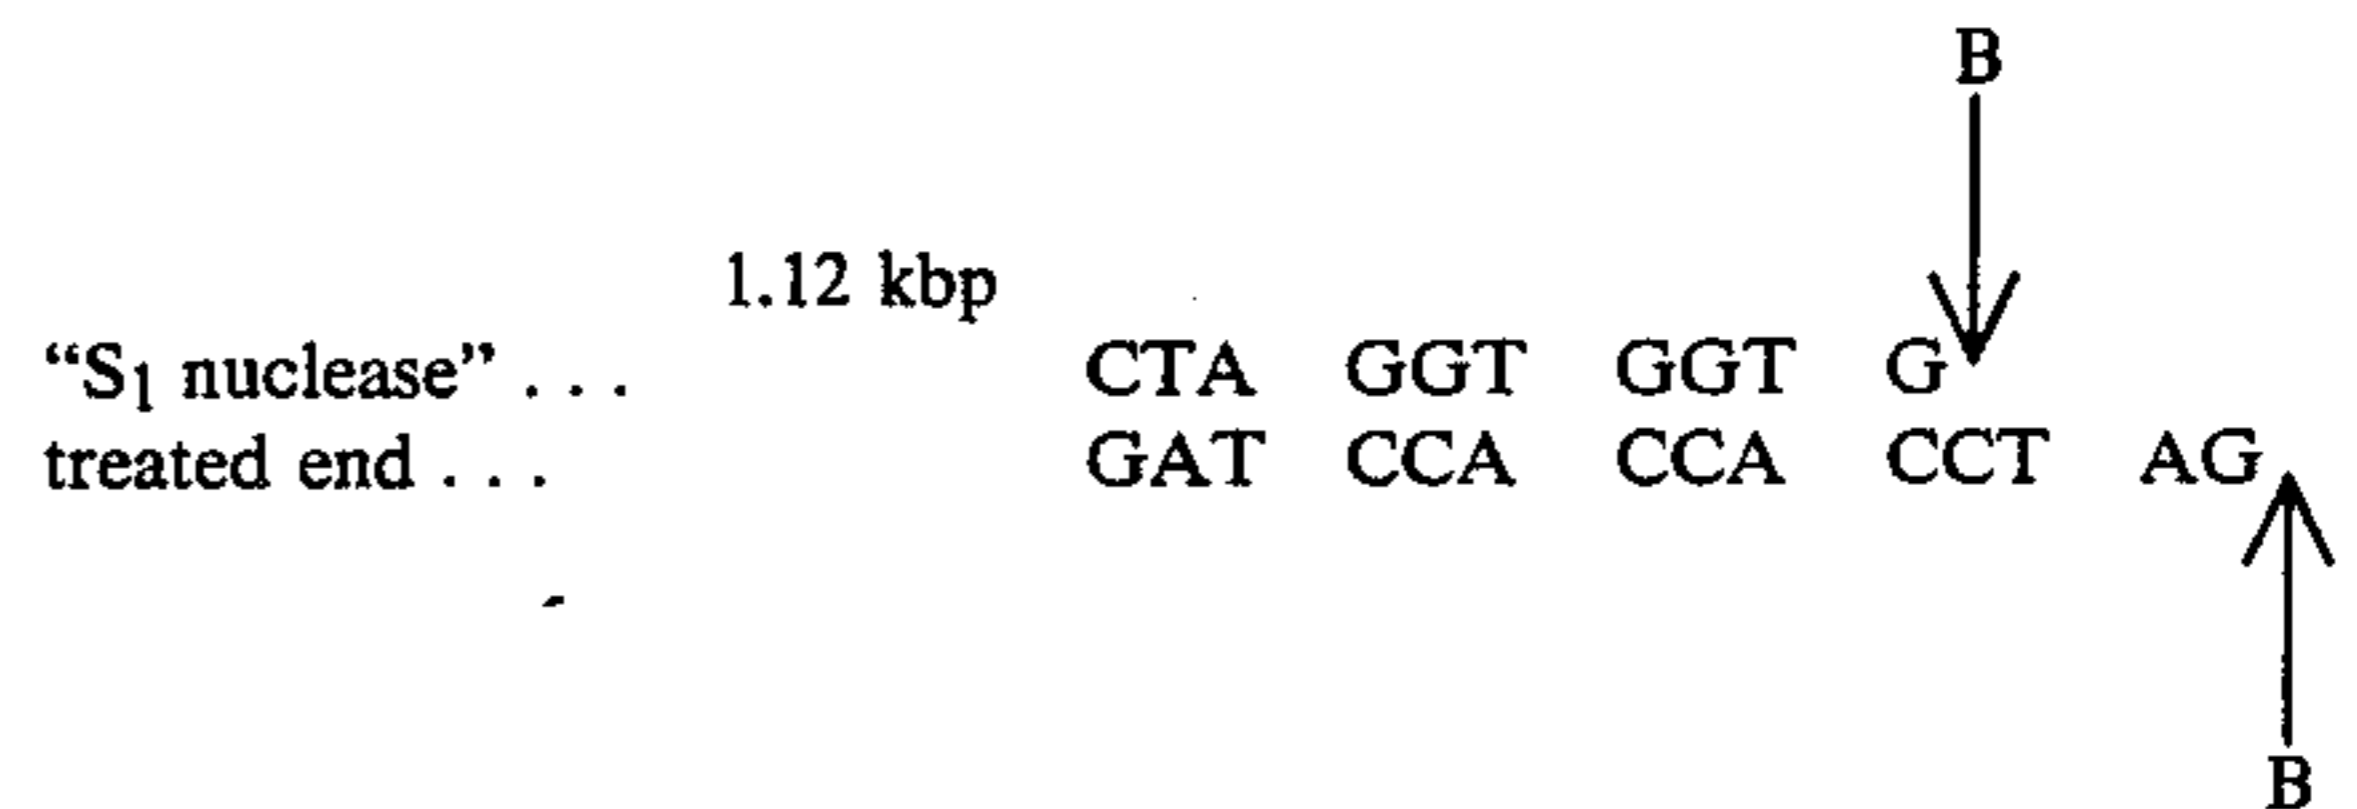 B
1.12 kbp
“S1 nuclease” . . . CTA GGT GGT G
treated end . . . GAT CCA CCA CCT AG
B